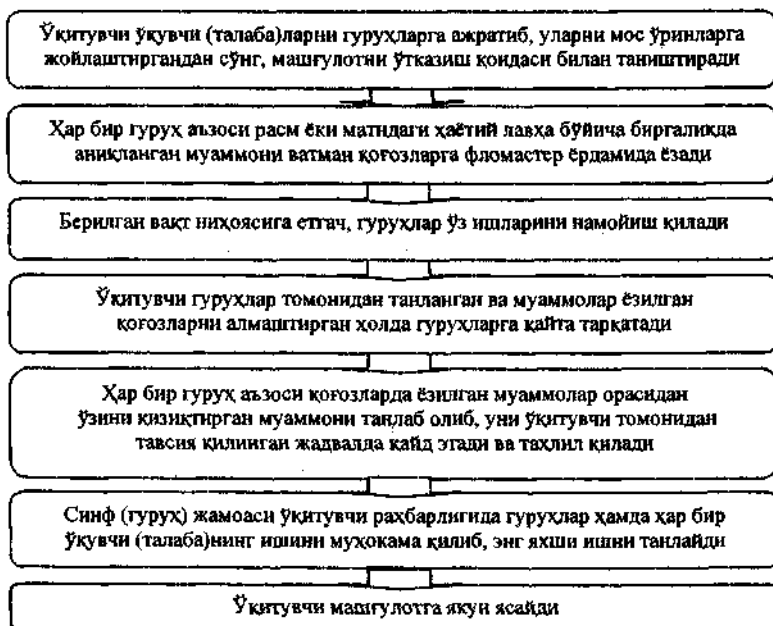 Ўқитувчи ўқувчи (талаба)ларни гуруҳларга ажратиб, уларни мос ўринларга
жойлаштиргандан сўнг, машғулотни ўтказиш қоидаси билан таништиради
Ҳар бир гуруҳ аъзоси расм ёки матндаги ҳаётий лавҳа бўйича биргаликда
аниқланган муаммони ватман қоғозларга фломастер ёрдамида ёзади
Берилган вақт ниҳоясига етгач, гуруҳлар ўз ишларини намойиш қилади
Ўқитувчи гуруҳлар томонидан танланган ва муаммолар ёзилган
қоғозларни алмаштирган ҳолда гуруҳларга қайта тарқатади
Ҳар бир гуруҳ аъзоси қоғозларда ёзилган муаммолар орасидан
ўзини қизиқтирган муаммони танлаб олиб, уни ўқитувчи томонидан
тавсия қилинган жадвалда қайд этади ва таҳлил қилади
Синф (гуруҳ) жамоаси ўқитувчи раҳбарлигида гуруҳлар ҳамда ҳар бир
ўқувчи (талаба)нинг ишини муҳокама қилиб, энг яхши ишни танлайди
Ўқитувчи машғулотга якун ясайди